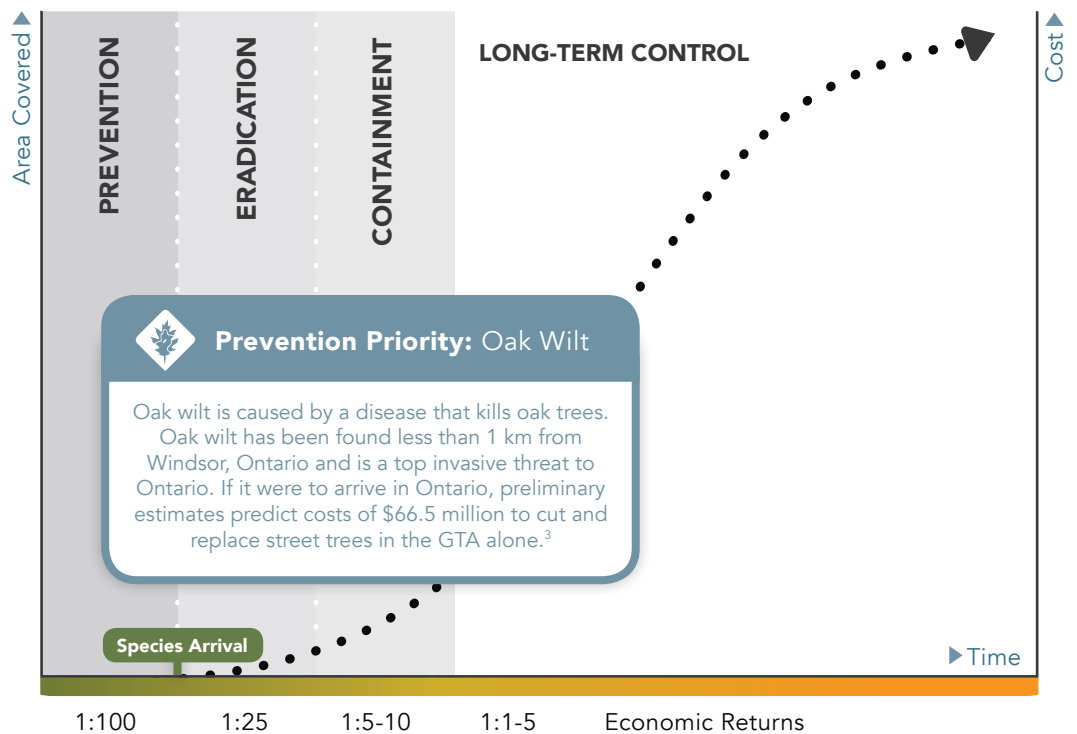 Area Covered
PREVENTION
ERADICATION
CONTAINMENT
LONG-TERM CONTROL
Cost
Prevention Priority: Oak Wilt
Oak wilt is caused by a disease that kills oak trees.
Oak wilt has been found less than 1 km from
Windsor, Ontario and is a top invasive threat to
Ontario. If it were to arrive in Ontario, preliminary
estimates predict costs of $66.5 million to cut and
replace street trees in the GTA alone.3
Species Arrival
Time
1:100 1:25 1:5-10 1:1-5 Economic Returns